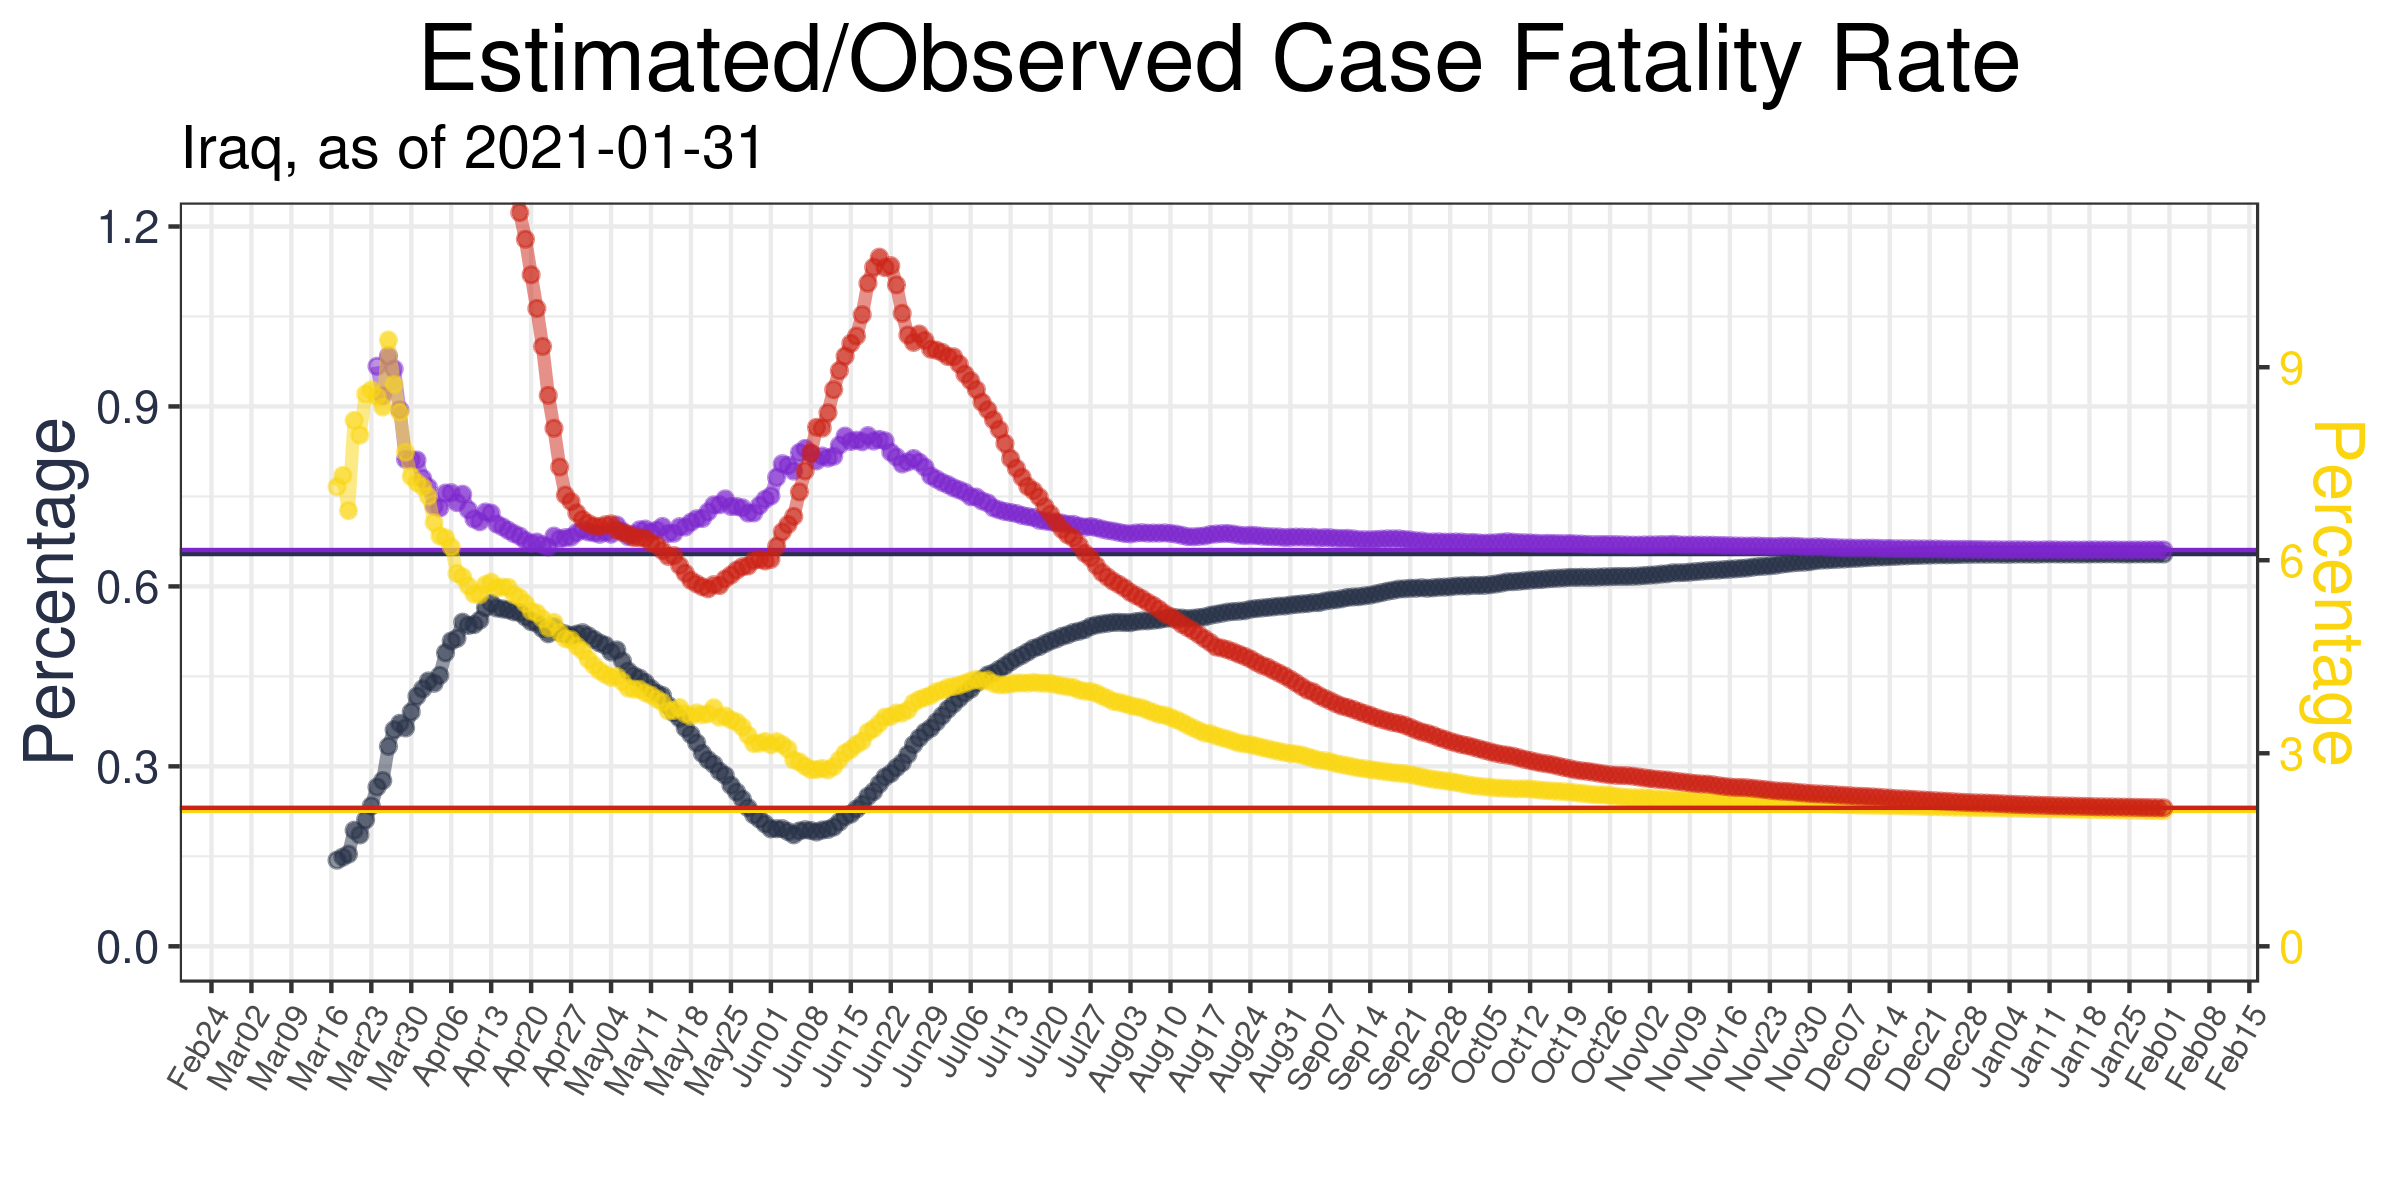 Estimated/Observed Case Fatality Rate
Iraq, as of 2021-01-31
Percentage
1.2
0.9
0.6
0.3
0.0
9
6
3
0
Percentage
Feb24
Mar02
Mar09
Mar16
Mar23
Mar30
Apr06
Apr13
Apr20
Apr27
May04
May11
May18
May25
Jun01
Jun08
Jun15
Jun22
Jun29
Jul06
Jul13
Jul20
Jul27
Aug03
Aug10
Aug17
Aug24
Aug31
Sep07
Sep14
Sep21
Sep28
Oct05
Oct12
Oct19
Oct26
Nov02
Nov09
Nov16
Nov23
Nov30
Nov07
Dec14
Dec21
Dec28
Dec04
Jan11
Jan18
Jan25
Feb01
Feb08
Feb15